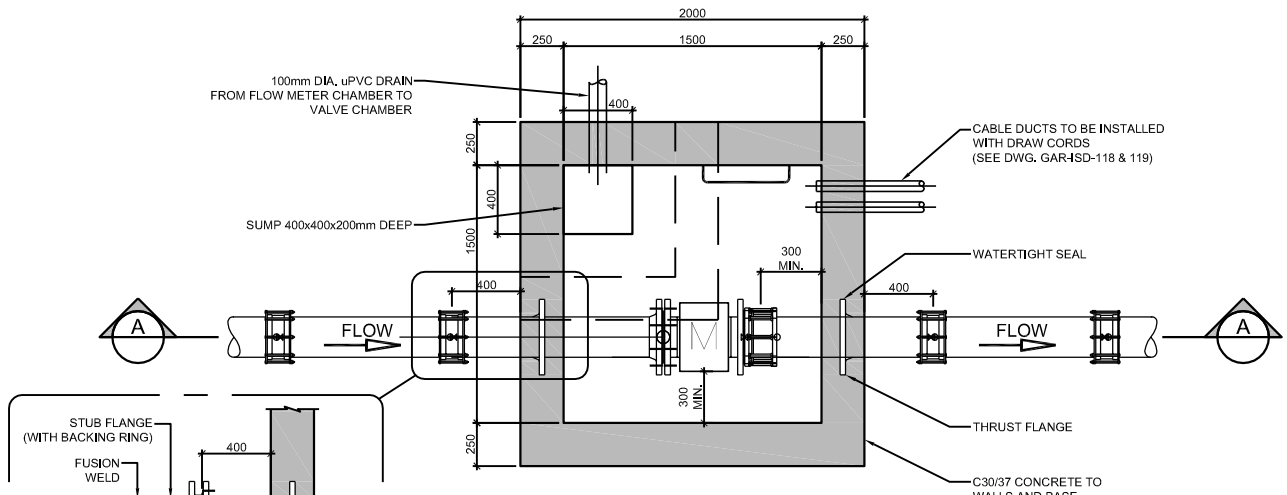 2000
250
1500
250
100mm DIA. uPVC DRAIN
FROM FLOW METER CHAMBER TO
VALVE CHAMBER
400
CABLE DUCTS TO BE INSTALLED
WITH DRAW CORDS
(SEE DWG. GAR-ISD-118 & 119)
250
400
SUMP 400x400x200mm DEEP
1500
300
MIN.
WATERTIGHT SEAL
400
400
A
FLOW
M
FLOW
A
300
MIN.
STUB FLANGE
(WITH BACKING RING)
400
THRUST FLANGE
FUSION
WELD
250
C30/37 CONCRETE TO
WALLS AND BASE